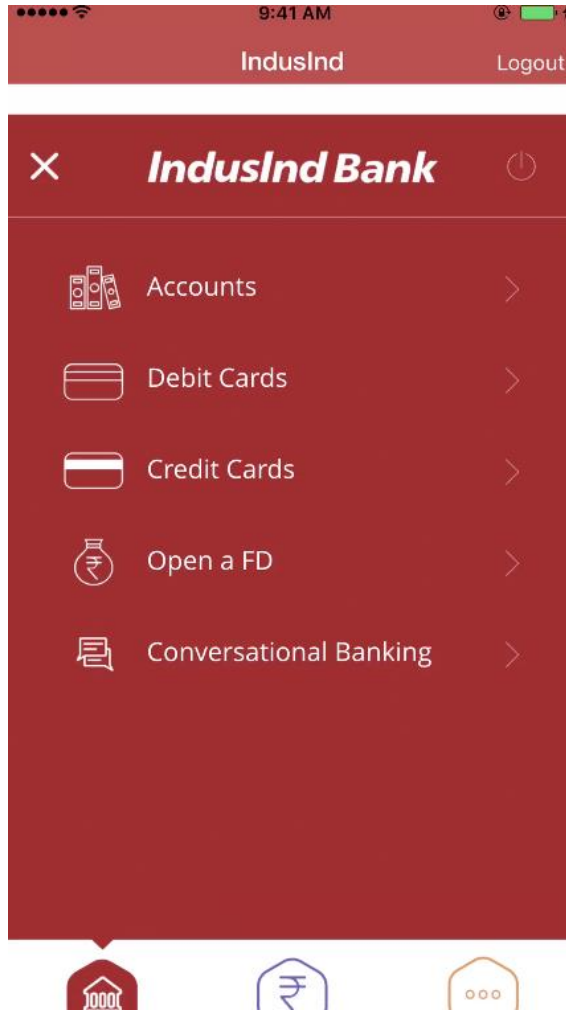 9:41 AM
IndusInd
Logout
IndusInd Bank
Accounts
Debit Cards
Credit Cards
Open a FD
Conversational Banking